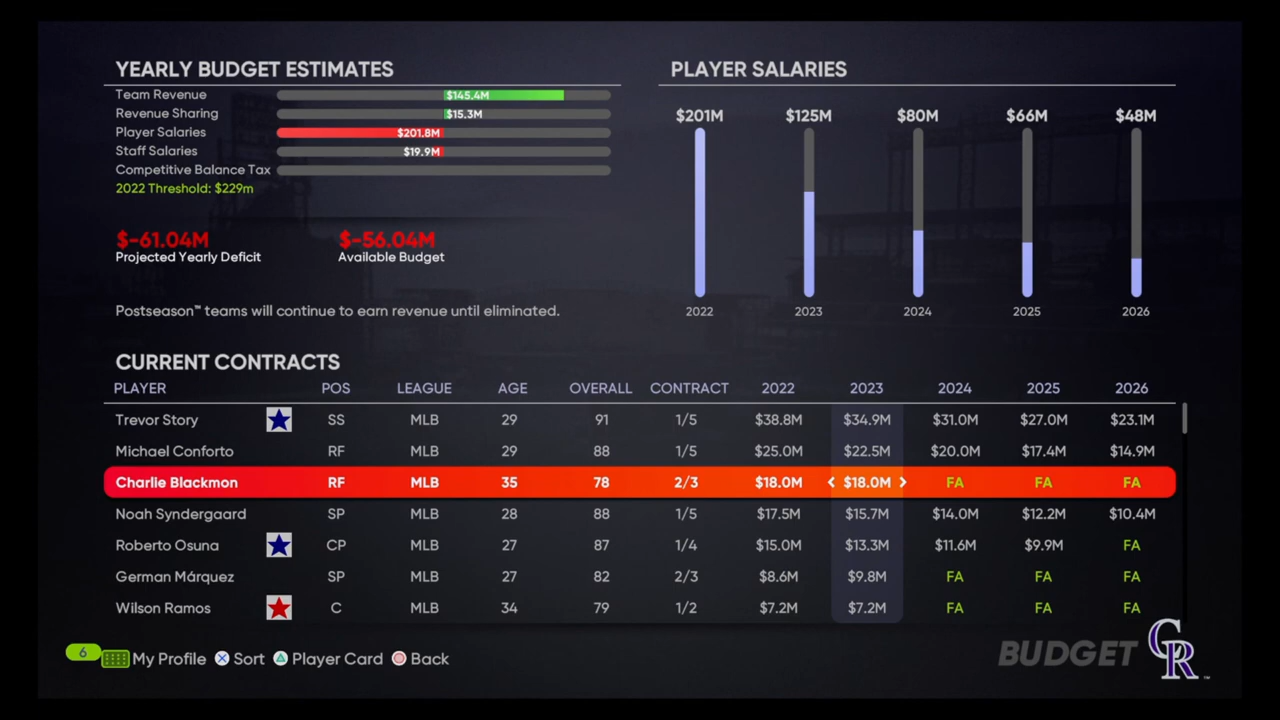 YEARLY BUDGET ESTIMATES
Team Revenue $145.4M
Revenue Sharing $15.3M
Player Salaries $201.8M
Staff Salaries $19.9M
Competitive Balance Tax
2022 Threshold: $229m
$-61.04M $-56.04M
Projected Yearly Deficit Available Budget
Postseason™ teams will continue to earn revenue until eliminated.
PLAYER SALARIES
$201M $125M $80M $66M $48M
2022 2023 2024 2025 2026
CURRENT CONTRACTS
PLAYER POS LEAGUE AGE OVERALL CONTRACT 2022 2023 2024 2025 2026
Trevor Story SS MLB 29 91 1/5 $38.8M $34.9M $31.0M $27.0M $23.1M
Michael Conforto RF MLB 29 88 1/5 $25.0M $22.5M $20.0M $17.4M $14.9M
Charlie Blackmon RF MLB 35 78 2/3 $18.0M $18.0M FA FA FA
Noah Syndergaard SP MLB 28 88 1/5 $17.5M $15.7M $14.0M $12.2M $10.4M
Roberto Osuna CP MLB 27 87 1/4 $15.0M $13.3M $11.6M $9.9M FA
German Márquez SP MLB 27 82 2/3 $8.6M $9.8M FA FA FA
Wilson Ramos C MLB 34 79 1/2 $7.2M $7.2M FA FA FA
6 My Profile Sort Player Card Back
BUDGET CR ™